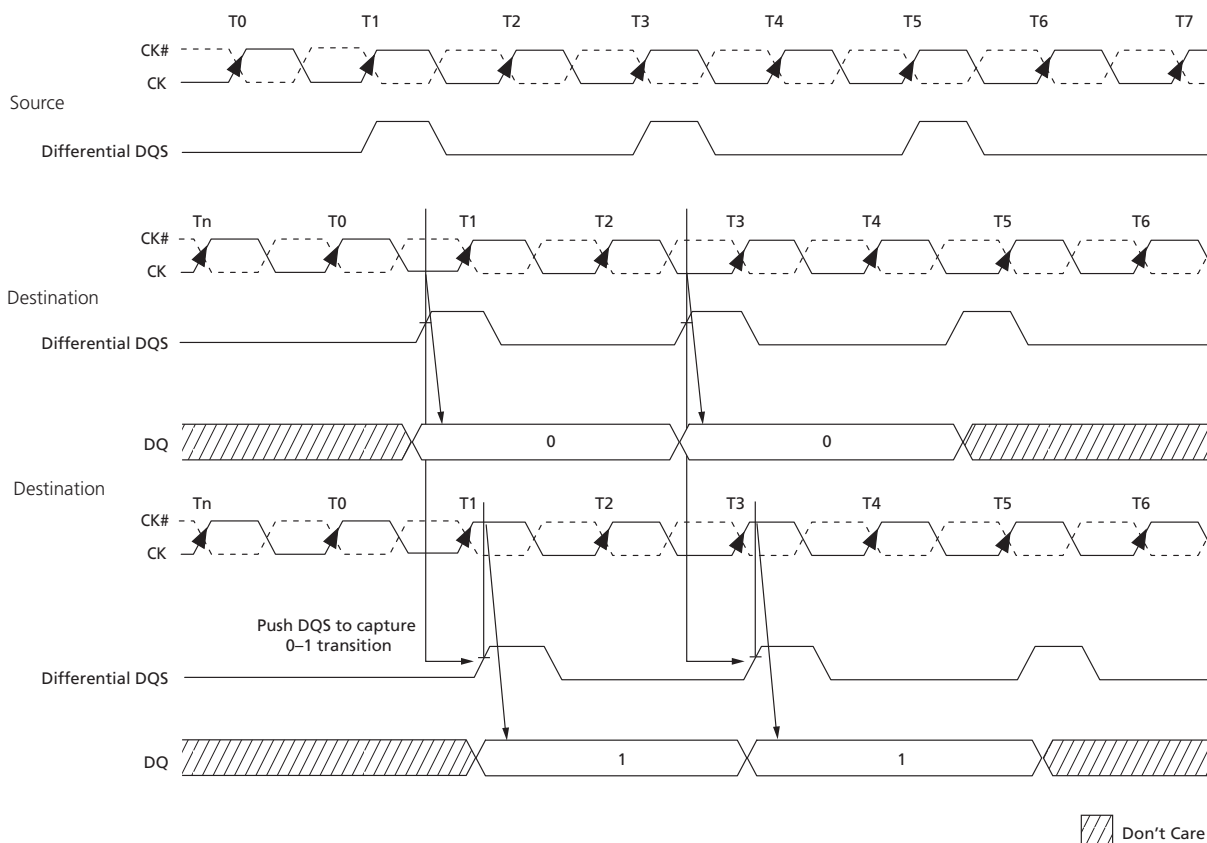 T0 T1 T2 T3 T4 T5 T6 T7
CK#
CK
Source
Differential DQS
Tn T0 T1 T2 T3 T4 T5 T6
CK#
CK
Destination
Differential DQS
DQ 0 0
Destination
Tn T0 T1 T2 T3 T4 T5 T6
CK#
CK
Push DQS to capture
0–1 transition
Differential DQS
DQ 1 1
Don't Care